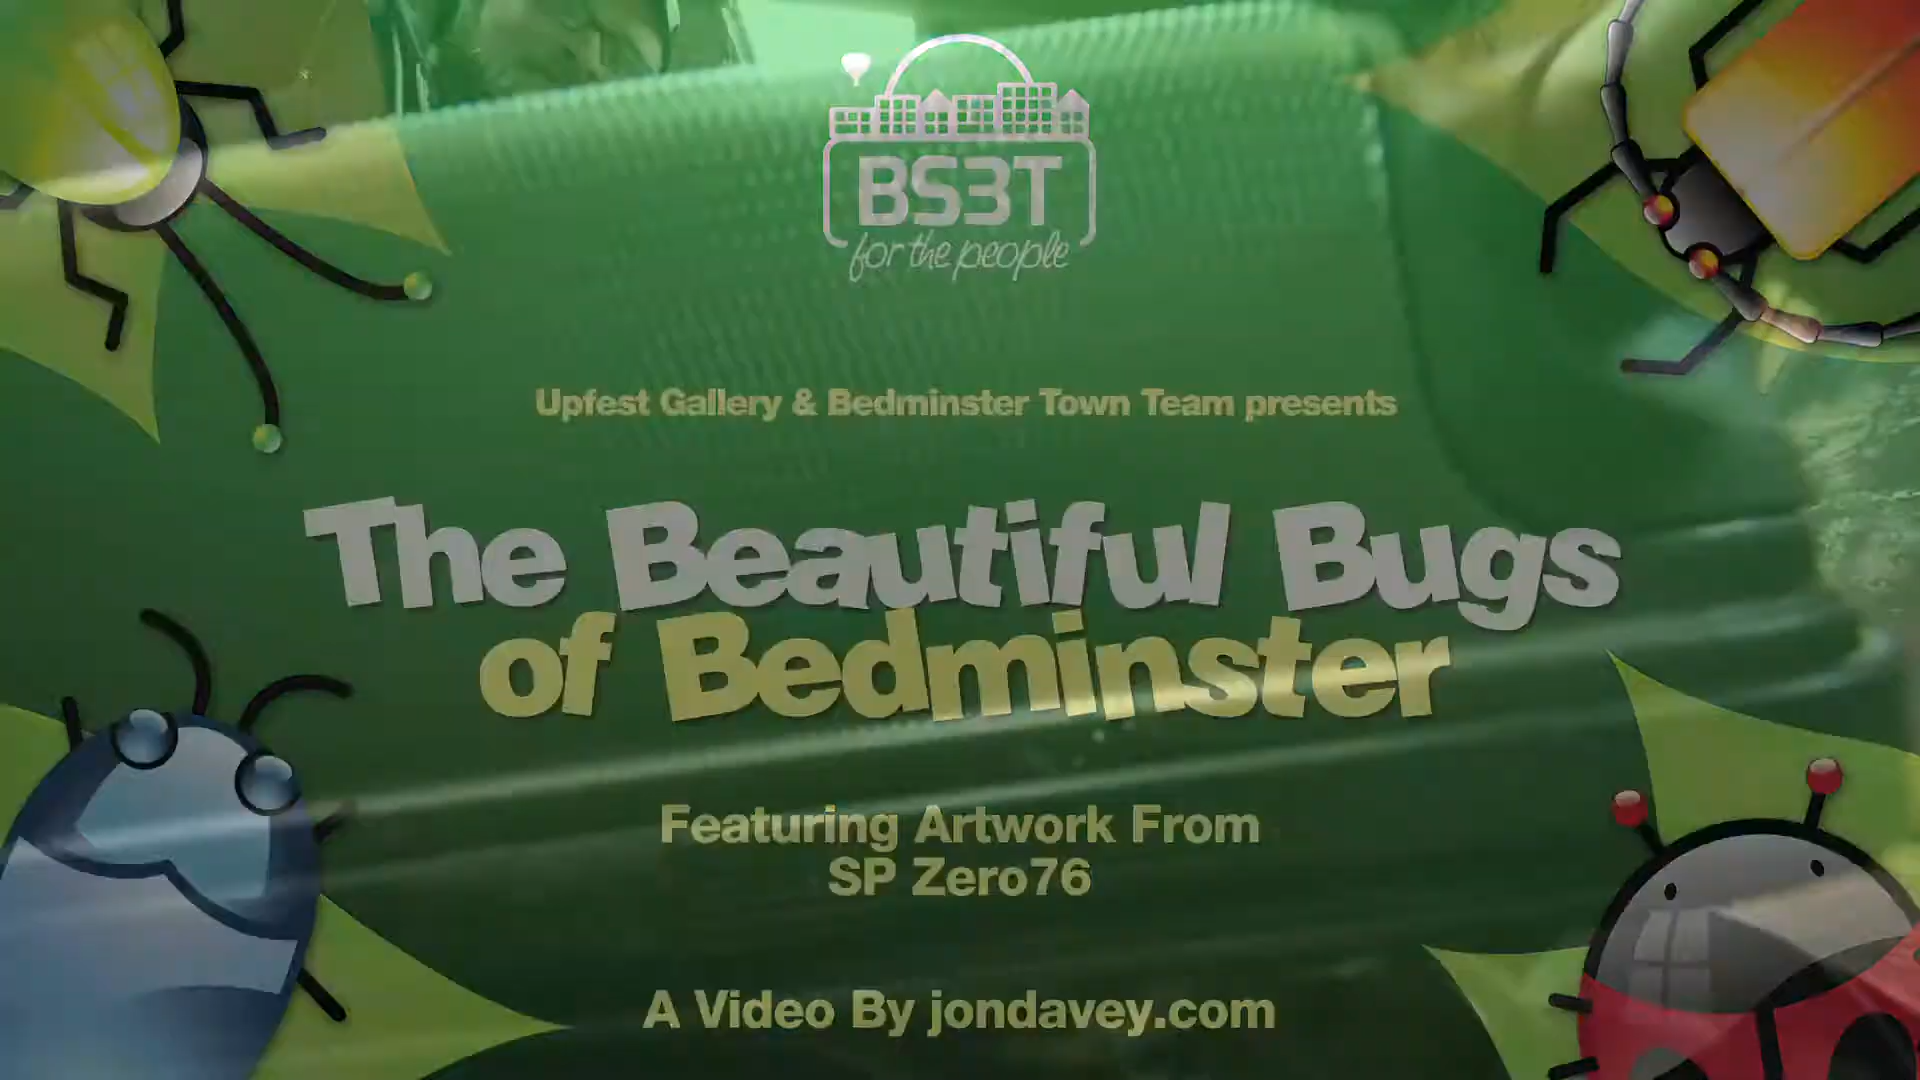 BS3T
for the people
Upfest Gallery & Bedminster Town Team presents
The Beautiful Bugs
of Bedminster
Featuring Artwork From
SP Zero76
A Video By jondavey.com